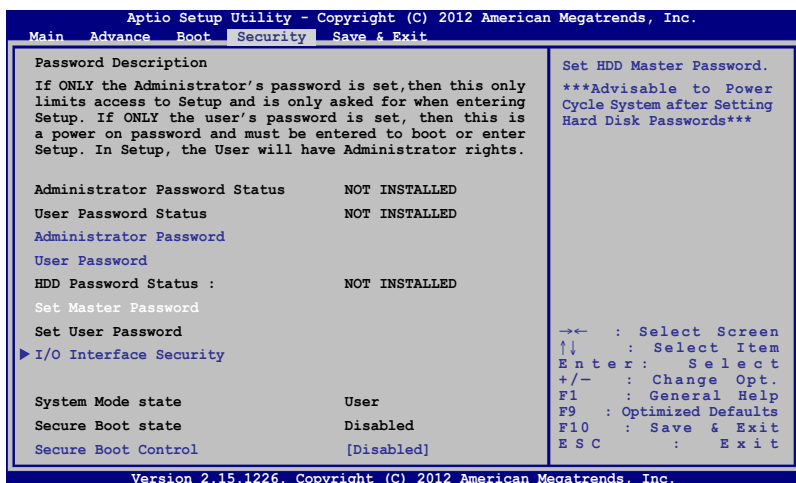 Aptio Setup Utility - Copyright (C) 2012 American Megatrends, Inc.
Main Advance Boot Security Save & Exit
Password Description
If ONLY the Administrator's password is set,then this only
limits access to Setup and is only asked for when entering
Setup. If ONLY the user's password is set, then this is
a power on password and must be entered to boot or enter
Setup. In Setup, the User will have Administrator rights.
Administrator Password Status NOT INSTALLED
User Password Status NOT INSTALLED
Administrator Password
User Password
HDD Password Status : NOT INSTALLED
Set Master Password
Set User Password
▶ I/O Interface Security
System Mode state User
Secure Boot state Disabled
Secure Boot Control [Disabled]
Set HDD Master Password.
***Advisable to Power
Cycle System after Setting
Hard Disk Passwords***
→← : Select Screen
↑↓ : Select Item
Enter: Select
+/— : Change Opt.
F1 : General Help
F9 : Optimized Defaults
F10 : Save & Exit
ESC : Exit
Version 2.15.1226. Copyright (C) 2012 American Megatrends, Inc.